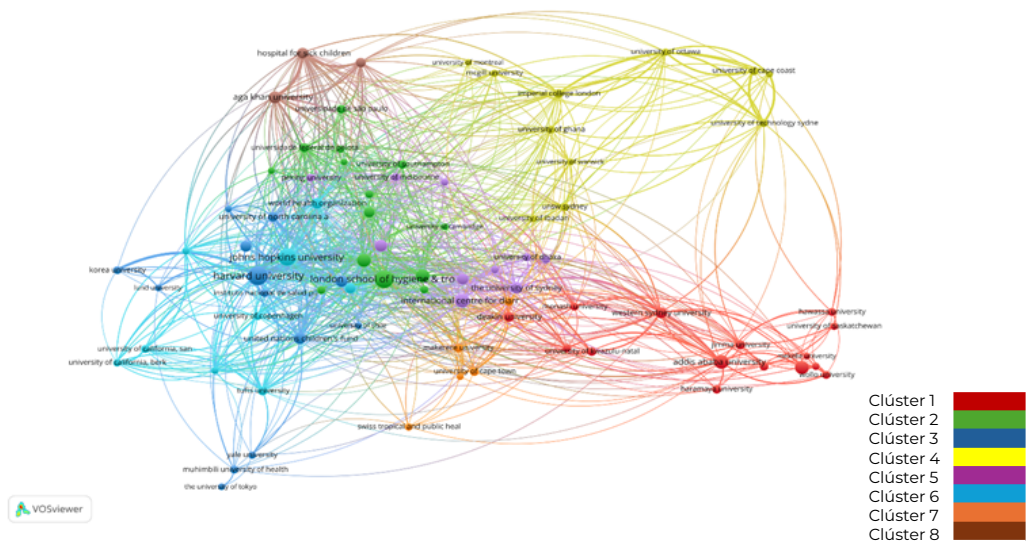 university of ottawa
hospital for sick children
university of montreal
mcgill university
university of cape coast
imperial college london
aga khan university
universidade de são paulo
university of technology sydne
university of ghana
universidade federal de pelota
university of southampton
university of warwick
peking university
university of melbourne
world health organization
unsw sydney
university of north carolina a
university of ibadan
university of cambridge
johns hopkins university
university of dhaka
korea university
harvard university
london school of hygiene & tro
lund university
the university of sydney
instituto nacional de salud p
international centre for diarr
monash university
hawassa university
university of copenhagen
deakin university
western sydney university
university of saskatchewan
united nations children's fund
jimma university
university of california, san
makerere university
university of kwazulu-natal
university of california, berk
addis ababa university
university of cape town
wollo university
tufts university
haramaya university
swiss tropical and public heal
yale university
muhimbili university of health
the university of tokyo
VOSviewer
Clúster 1
Clúster 2
Clúster 3
Clúster 4
Clúster 5
Clúster 6
Clúster 7
Clúster 8